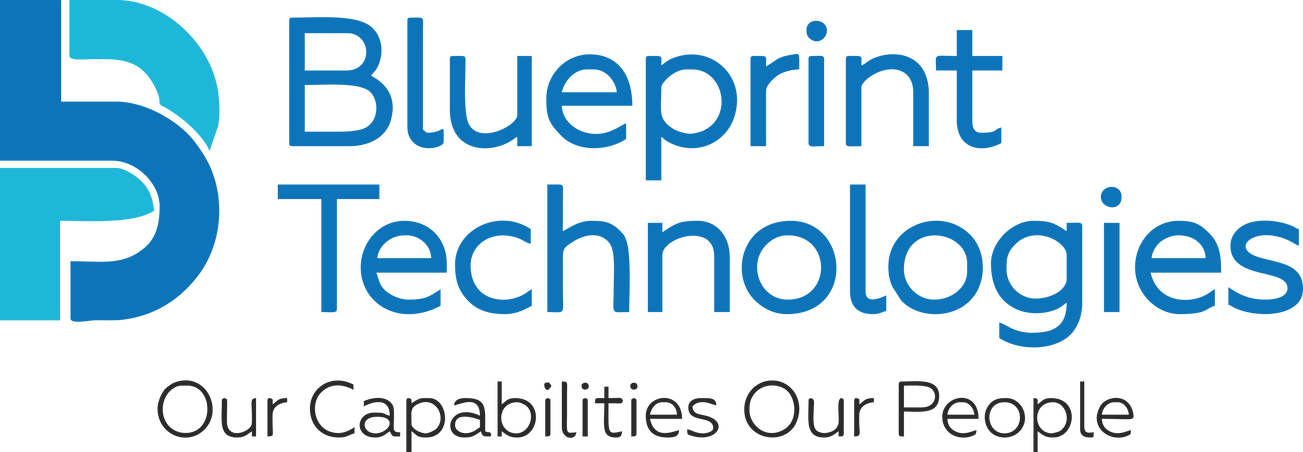 Blueprint
Technologies
Our Capabilities Our People